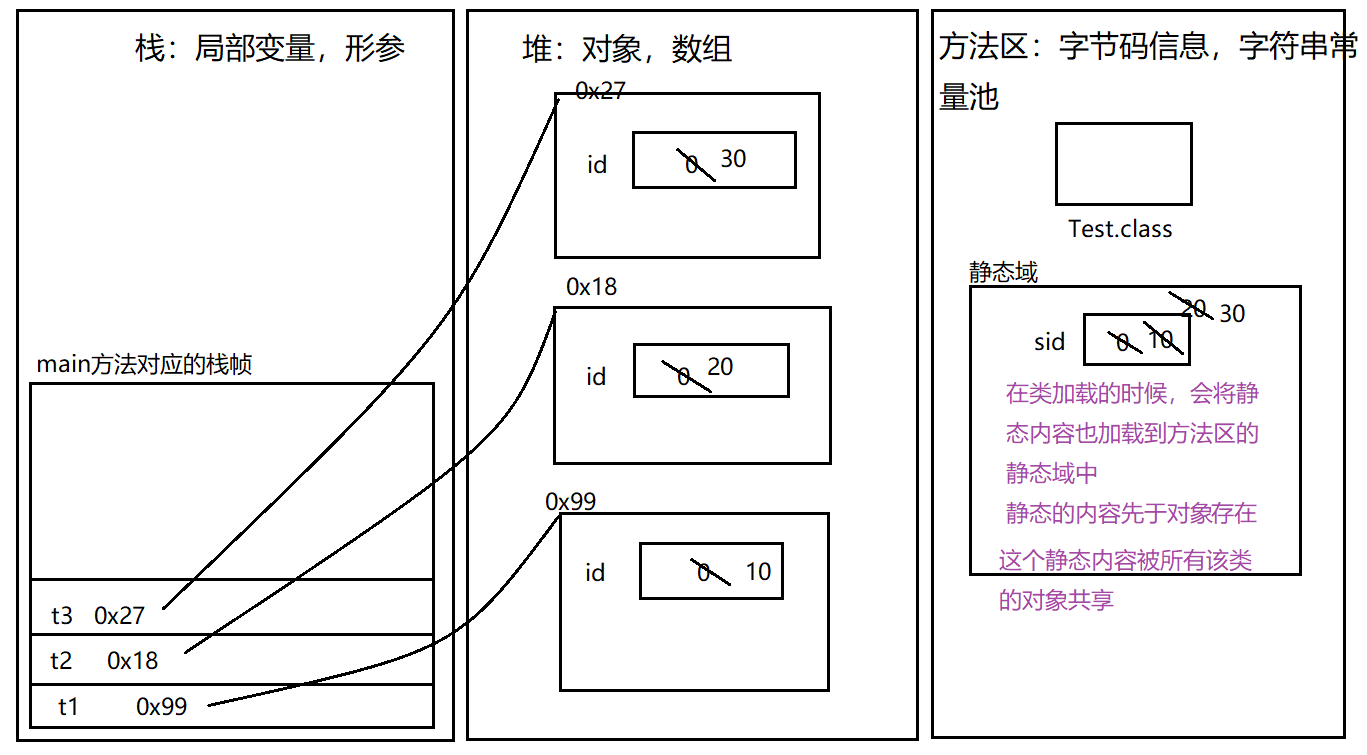 栈：局部变量，形参
main方法对应的栈帧
t3 0x27
t2 0x18
t1 0x99
堆：对象，数组
0x27
id 0 30
0x18
id 0 20
0x99
id 0 10
方法区：字节码信息，字符串常
量池
Test.class
静态域
20 30
sid 0 10
在类加载的时候，会将静
态内容也加载到方法区的
静态域中
静态的内容先于对象存在
这个静态内容被所有该类
的对象共享